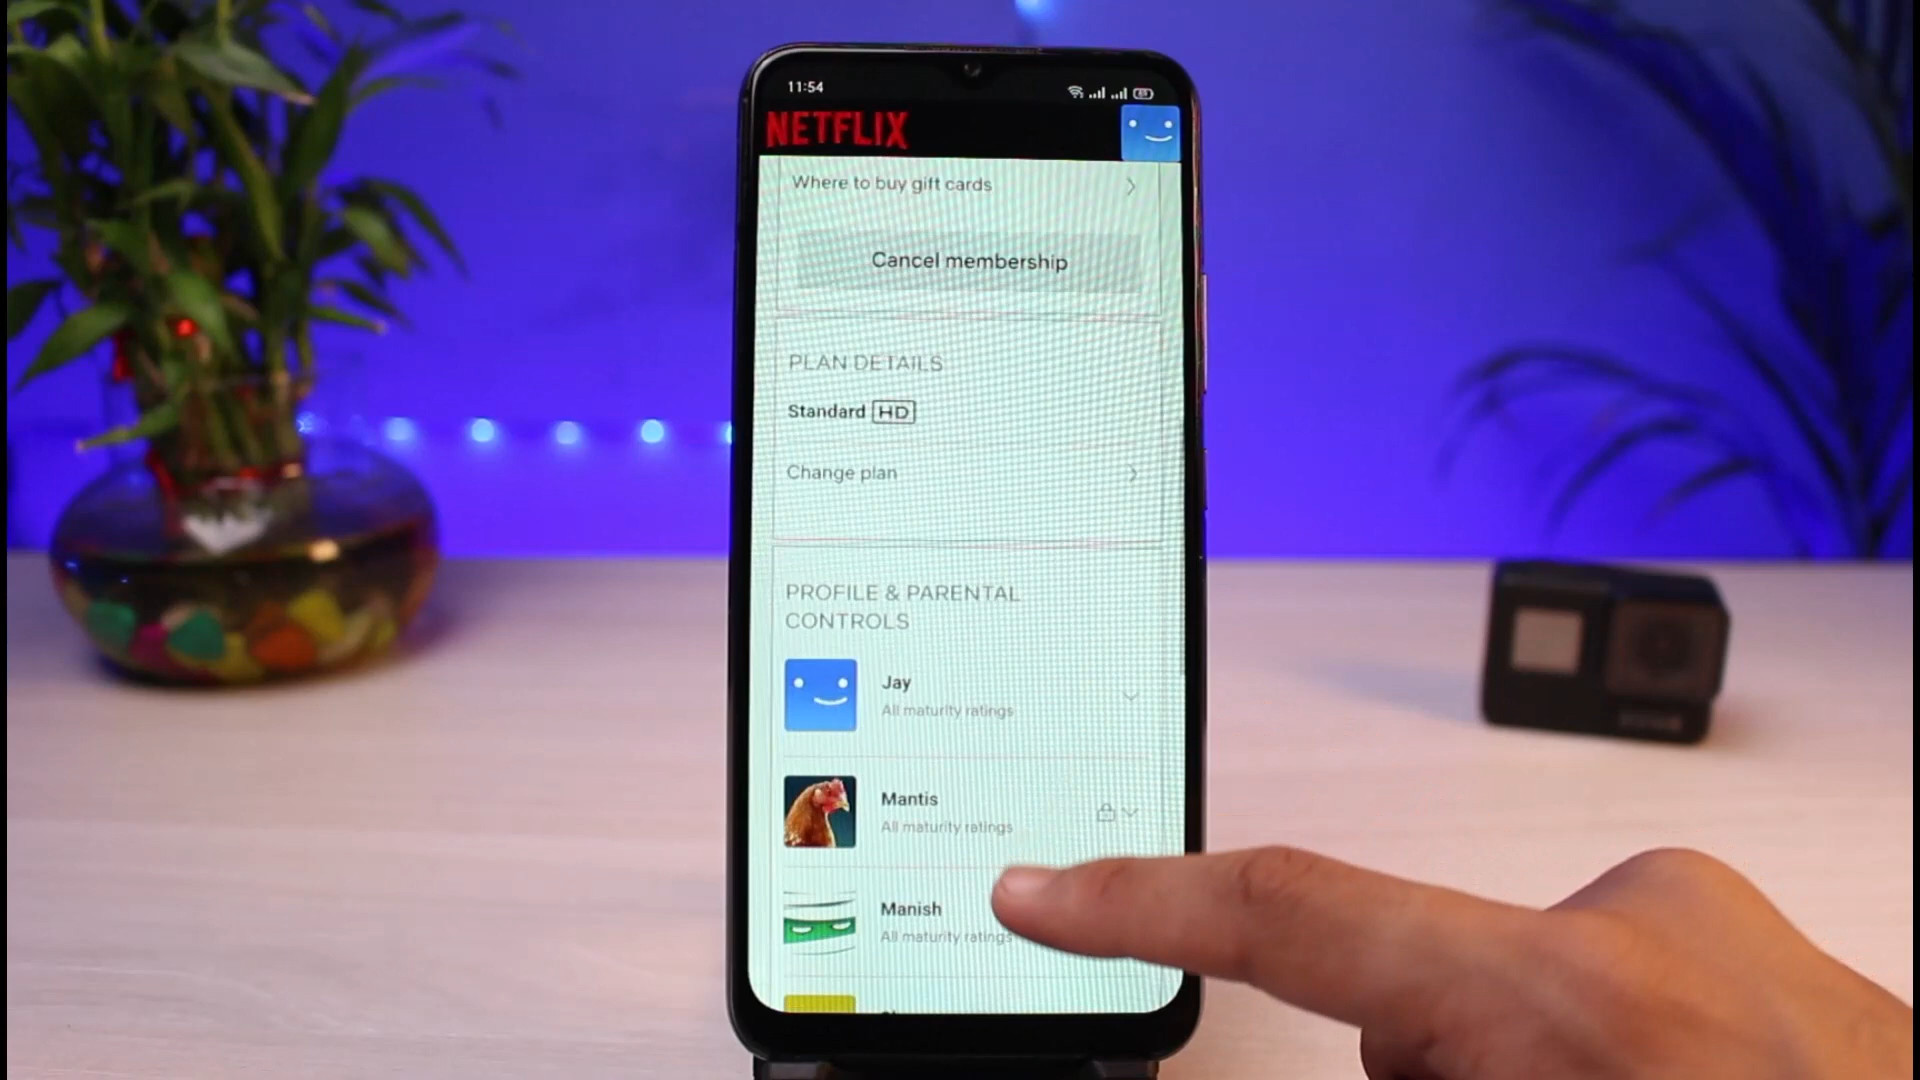 11:54
NETFLIX
Where to buy gift cards
Cancel membership
PLAN DETAILS
Standard HD
Change plan
PROFILE & PARENTAL
CONTROLS
Jay
All maturity ratings
Mantis
All maturity ratings
Manish
All maturity ratings